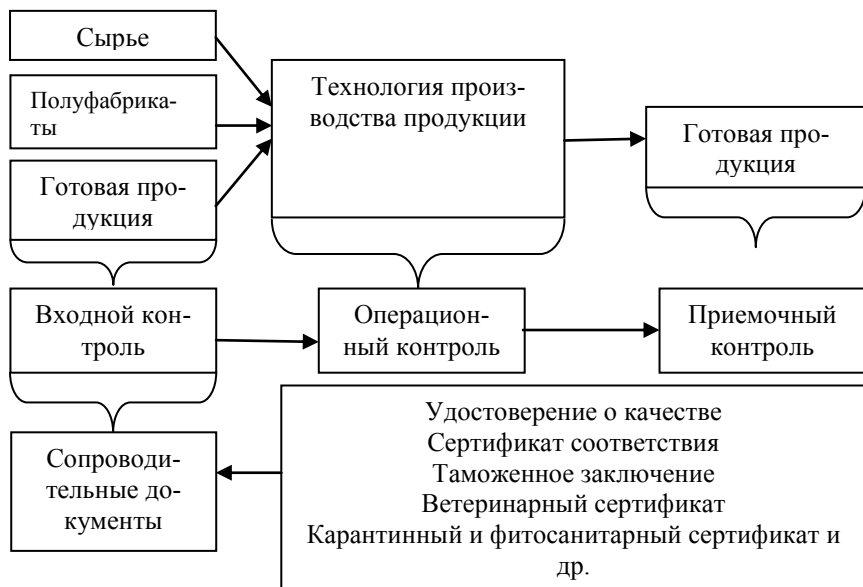 Сырье
Полуфабрика-
ты
Готовая про-
дукция
Технология произ-
водства продукции
Готовая про-
дукция
Входной кон-
троль
Операцион-
ный контроль
Приемочный
контроль
Сопроводи-
тельные до-
кументы
Удостоверение о качестве
Сертификат соответствия
Таможенное заключение
Ветеринарный сертификат
Карантинный и фитосанитарный сертификат и
др.